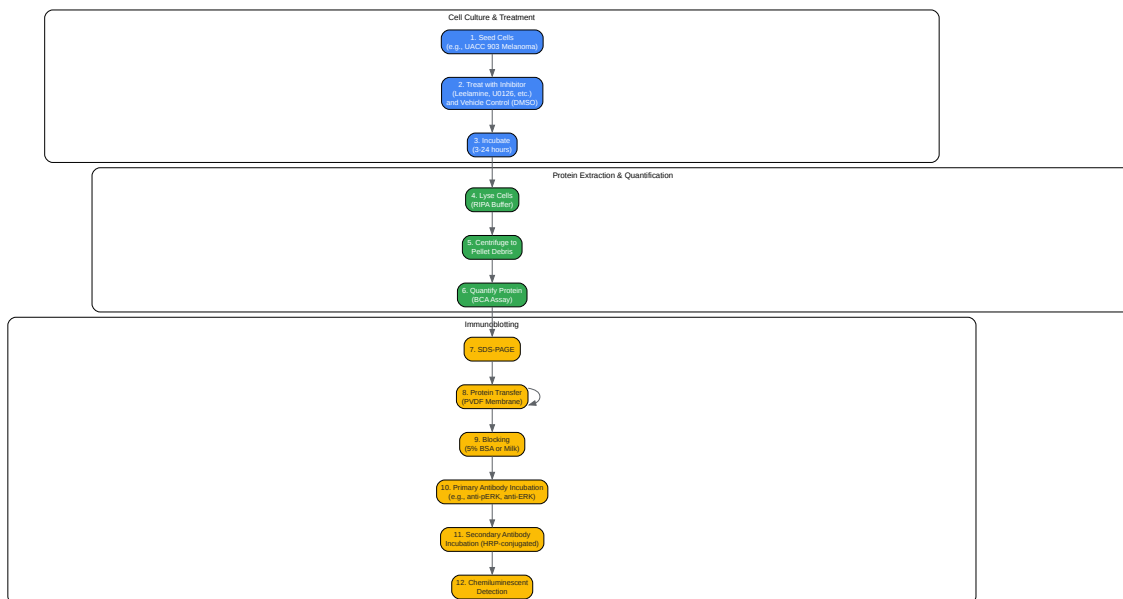 Cell Culture & Treatment
1. Seed Cells
(e.g., UACC 903 Melanoma)
2. Treat with Inhibitor
(Leelamine, U0126, etc.)
and Vehicle Control (DMSO)
3. Incubate
(3-24 hours)
Protein Extraction & Quantification
4. Lyse Cells
(RIPA Buffer)
5. Centrifuge to
Pellet Debris
6. Quantify Protein
(BCA Assay)
Immunoblotting
7. SDS-PAGE
8. Protein Transfer
(PVDF Membrane)
9. Blocking
(5% BSA or Milk)
10. Primary Antibody Incubation
(e.g., anti-pERK, anti-ERK)
11. Secondary Antibody
Incubation (HRP-conjugated)
12. Chemiluminescent
Detection